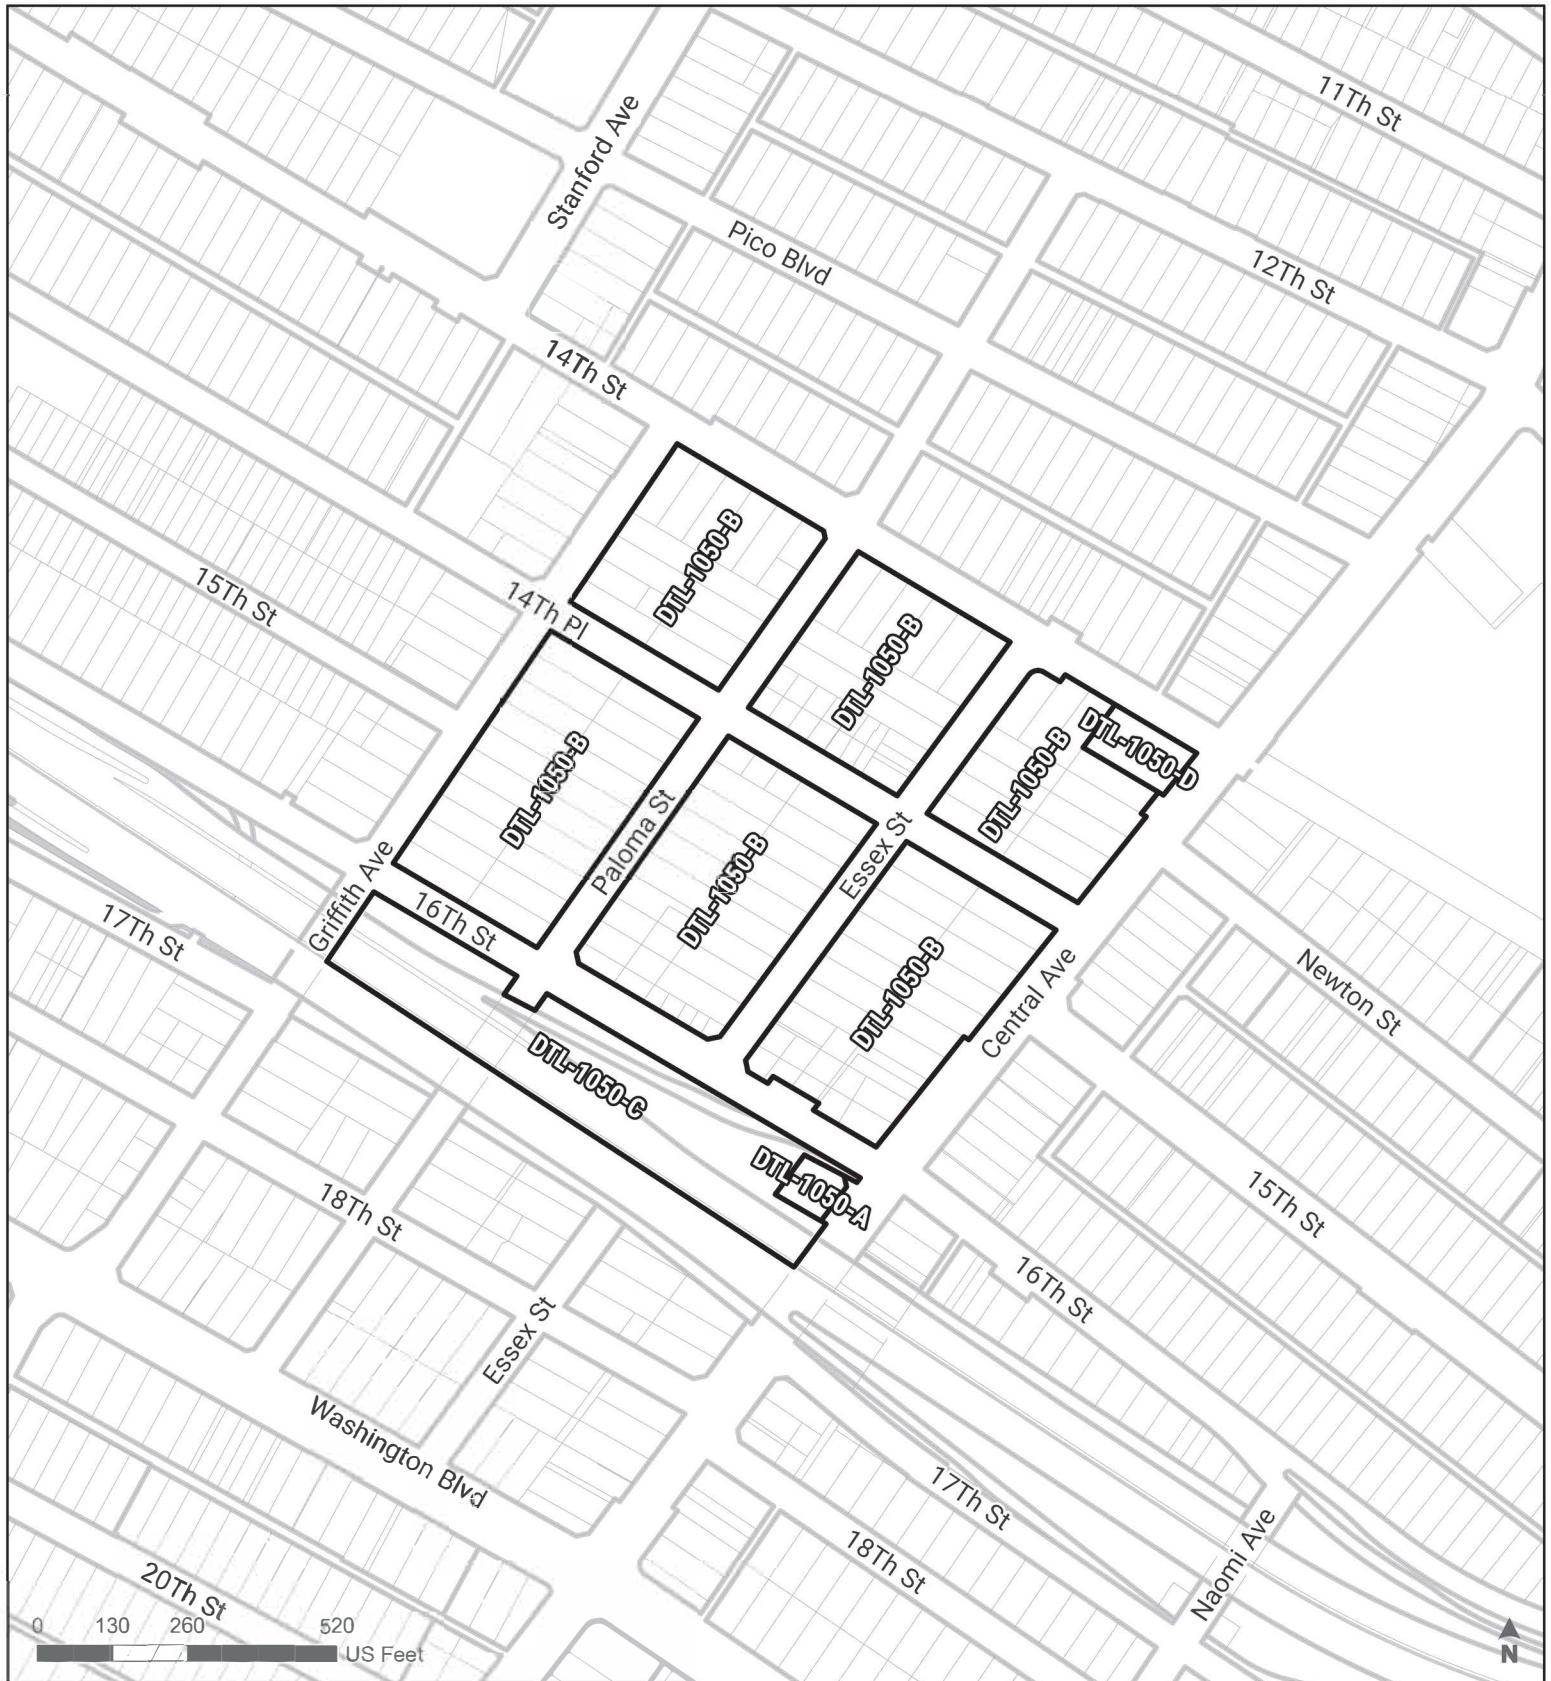 11Th St
Stanford Ave
Pico Blvd
12Th St
14Th St
DTL-1050-B
15Th St
14Th Pl
DTL-1050-B
DTL-1050-D
DTL-1050-B
DTL-1050-B
Paloma St
Essex St
DTL-1050-B
Griffith Ave
16Th St
17Th St
DTL-1050-B
Central Ave
Newton St
DTL-1050-C
DTL-1050-A
18Th St
15Th St
16Th St
Essex St
Washington Blvd
17Th St
18Th St
Naomi Ave
20Th St
0 130 260 520
US Feet
N